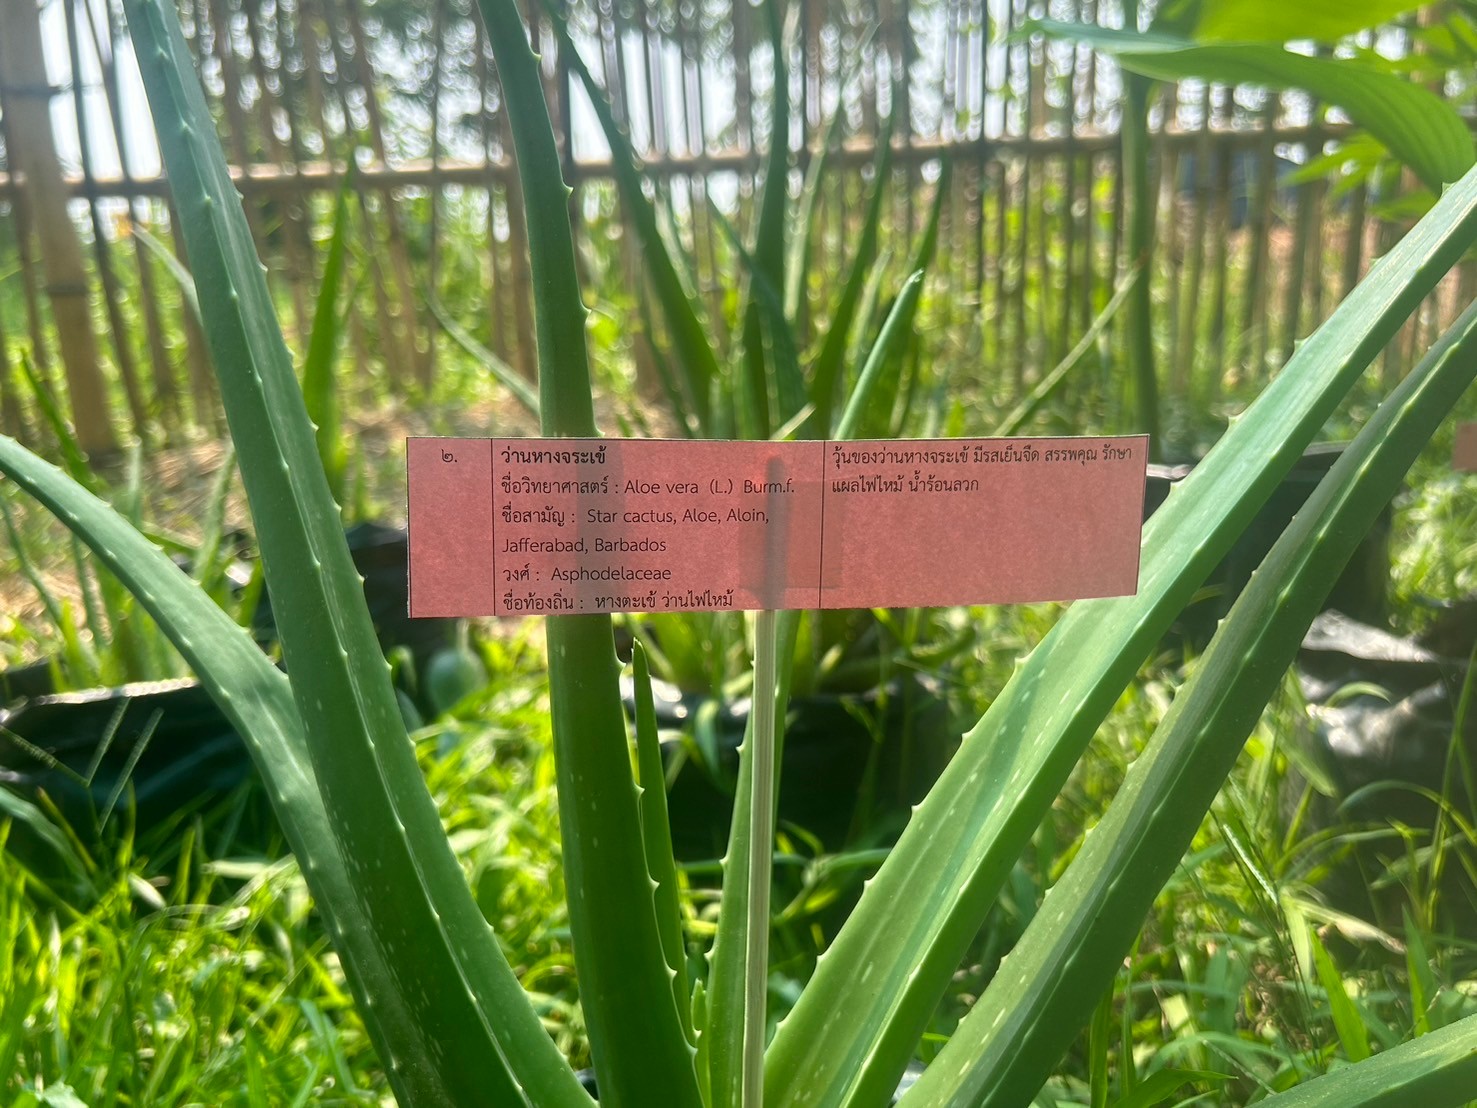 ๒.
ว่านหางจระเข้
ชื่อวิทยาศาสตร์ : Aloe vera (L.) Burm.f.
ชื่อสามัญ : Star cactus, Aloe, Aloin,
Jafferabad, Barbados
วงศ์ : Asphodelaceae
ชื่อท้องถิ่น : หางตะเข้ ว่านไฟไหม้
วุ้นของว่านหางจระเข้ มีรสเย็นจืด สรรพคุณ รักษา
แผลไฟไหม้ น้ำร้อนลวก